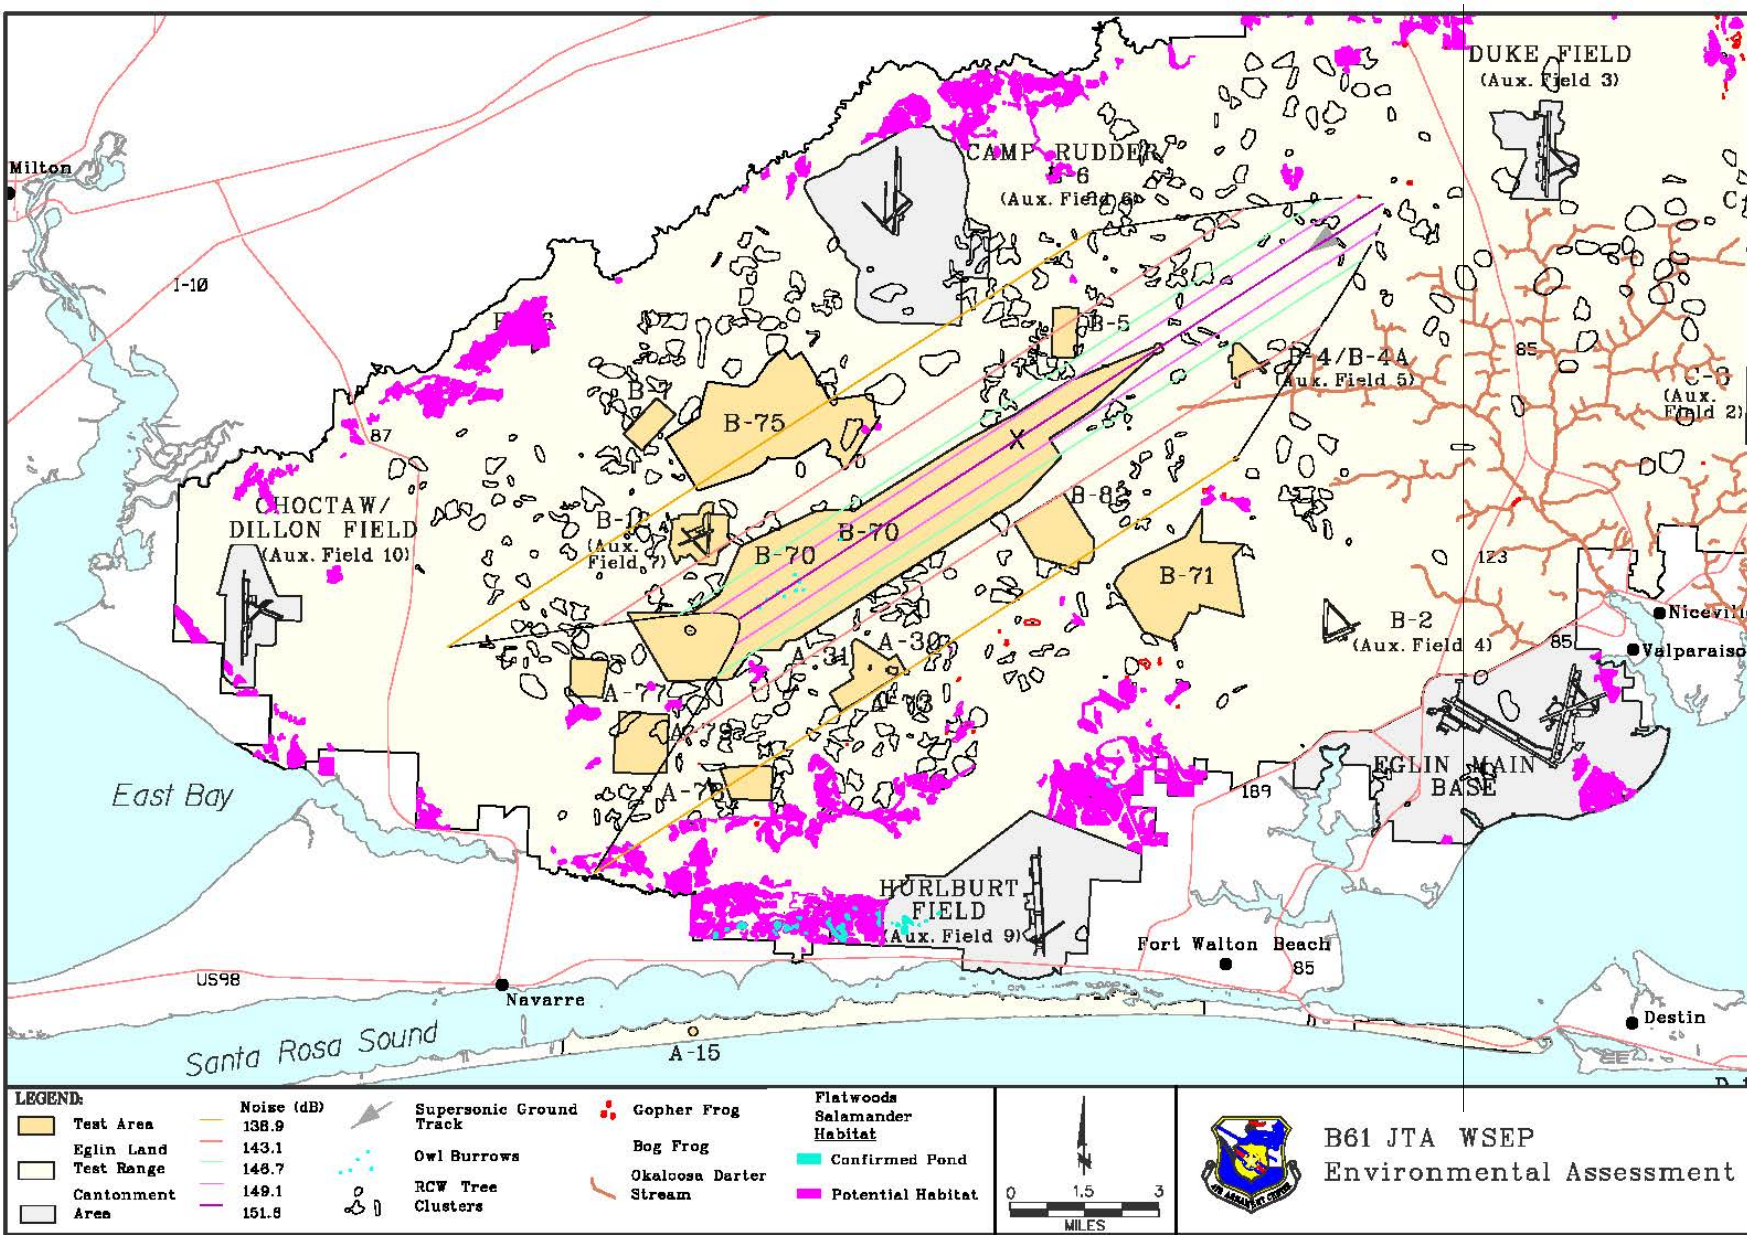 DUKE FIELD
(Aux. Field 3)
Milton
CAMP RUDDER
(Aux. Field 6)
I-10
B-5
B-7
B-4/B-4A
(Aux. Field 5)
85
C-3
(Aux.
Field 2)
B-75
87
CHOCTAW/
DILLON FIELD
(Aux. Field 10)
B-82
(Aux.
Field 7)
B-70
B-70
B-71
123
B-2
(Aux. Field 4)
85
Niceville
Valparaiso
A-31
A-30
A-77
A-73
A-79
A-78
East Bay
EGLIN MAIN
BASE
189
HURLBURT
FIELD
(Aux. Field 9)
Fort Walton Beach
85
US98
Navarre
Destin
Santa Rosa Sound
A-15
LEGEND:
Test Area
Eglin Land
Test Range
Cantonment
Area
Noise (dB)
138.9
143.1
146.7
149.1
151.8
Supersonic Ground
Track
Owl Burrows
RCW Tree
Clusters
Gopher Frog
Bog Frog
Okaloosa Darter
Stream
Flatwoods
Salamander
Habitat
Confirmed Pond
Potential Habitat
N
0 1.5 3
MILES
AIR ARMAMENT CENTER
B61 JTA WSEP
Environmental Assessment